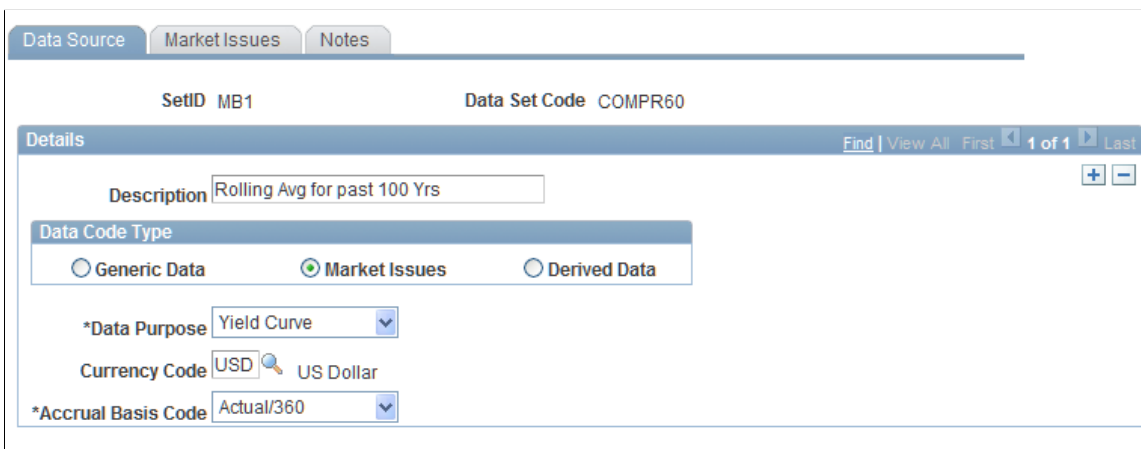 Data Source Market Issues Notes
SetID MB1 Data Set Code COMPR60
Details Find | View All First 1 of 1 Last
Description Rolling Avg for past 100 Yrs
Data Code Type
Generic Data Market Issues Derived Data
*Data Purpose Yield Curve
Currency Code USD US Dollar
*Accrual Basis Code Actual/360